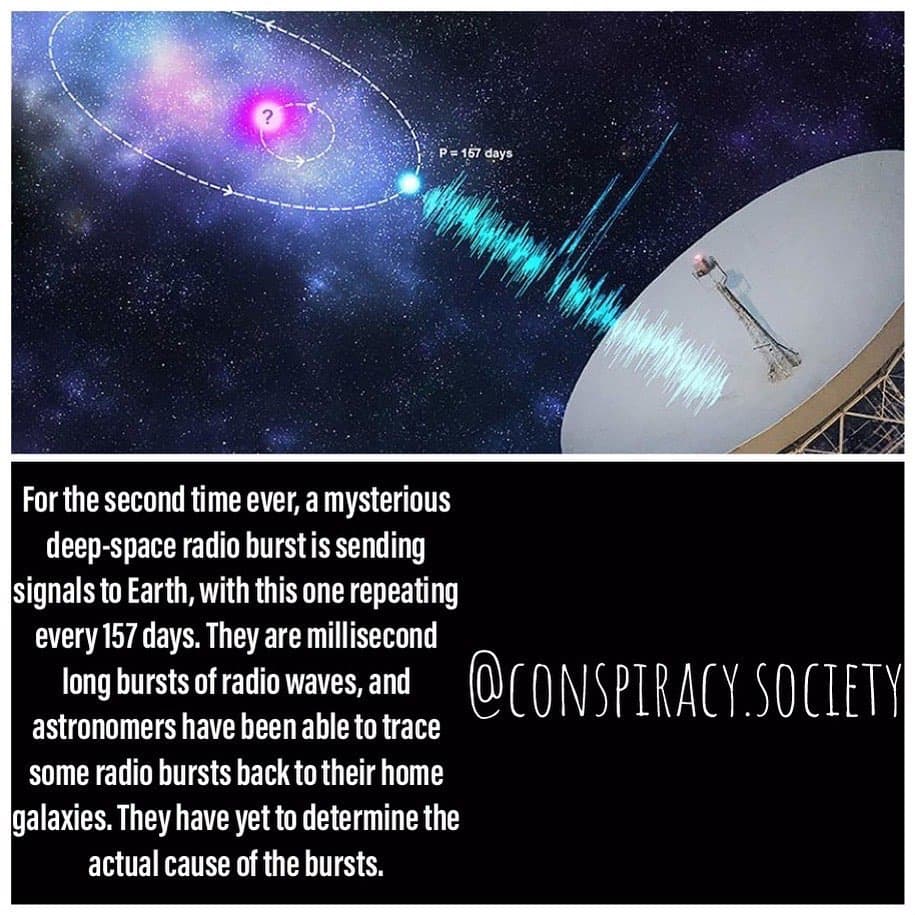 ?
P = 157 days
For the second time ever, a mysterious
deep-space radio burst is sending
signals to Earth, with this one repeating
every 157 days. They are millisecond
long bursts of radio waves, and
astronomers have been able to trace
some radio bursts back to their home
galaxies. They have yet to determine the
actual cause of the bursts.
@CONSPIRACY.SOCIETY